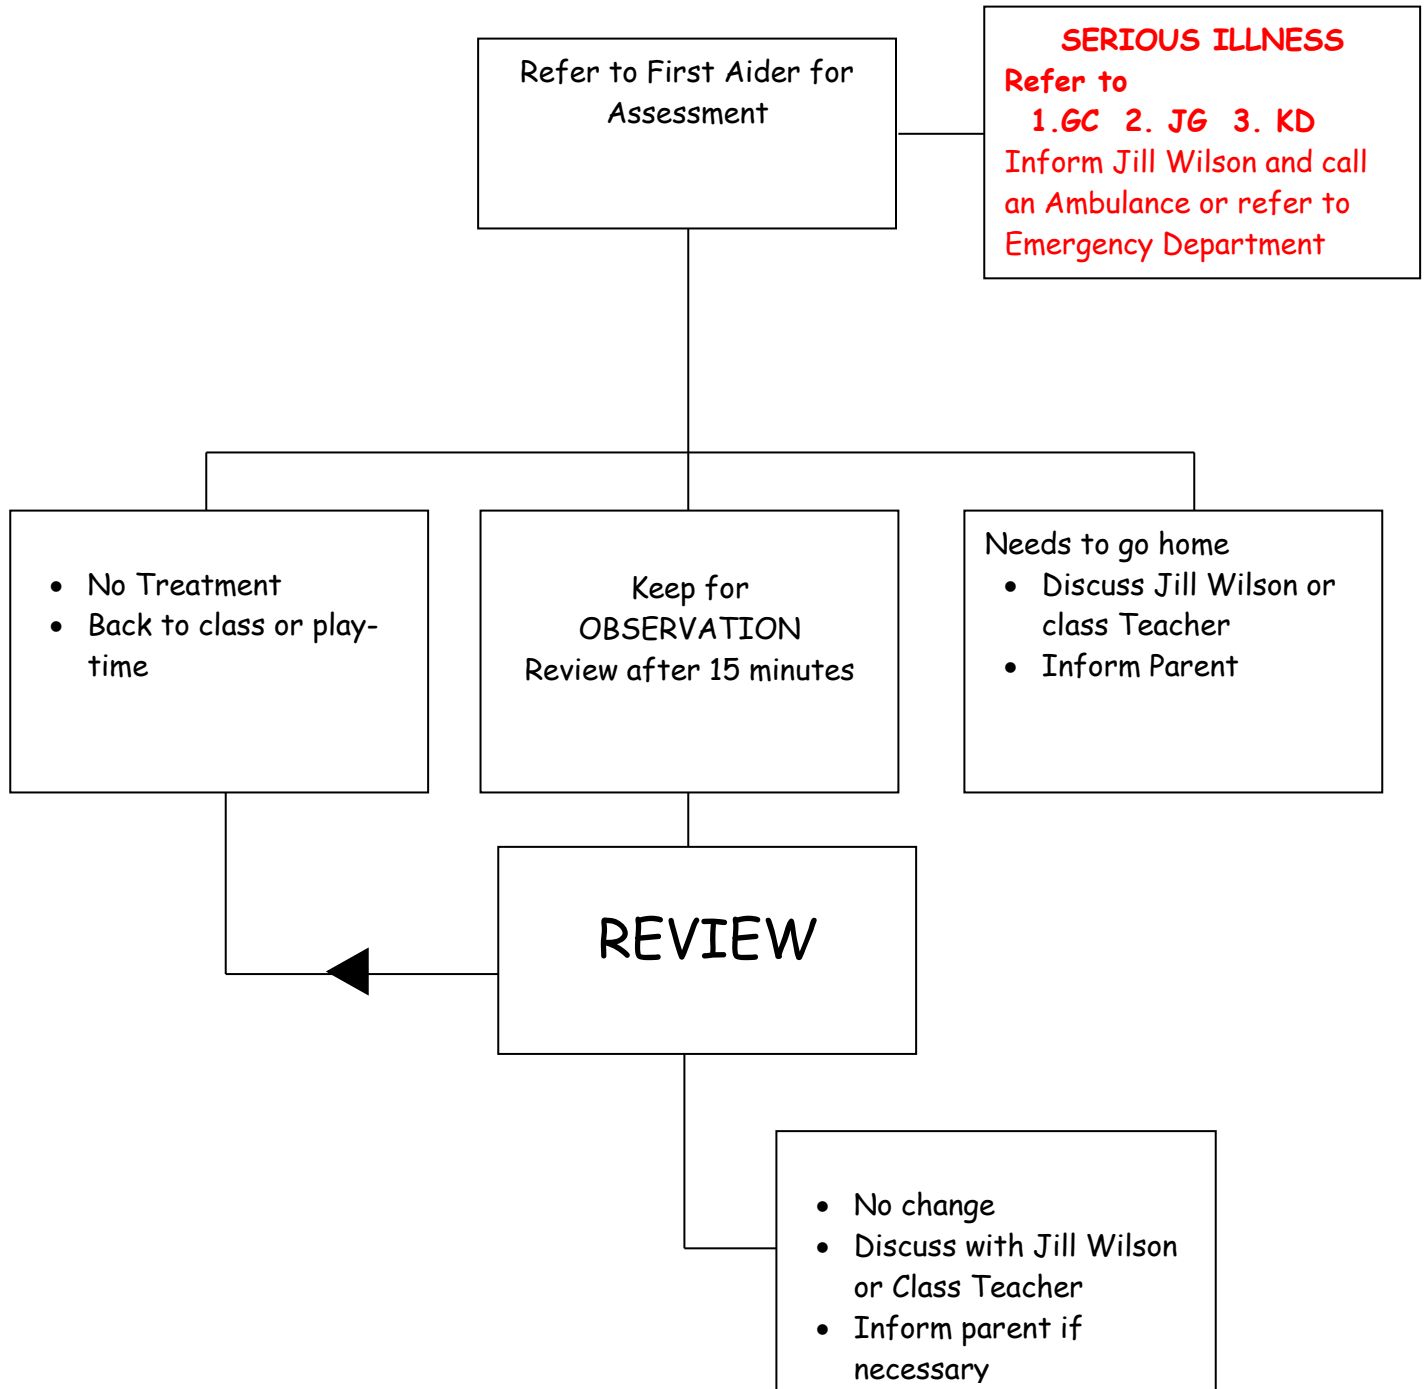 Refer to First Aider for
Assessment
SERIOUS ILLNESS
Refer to
1.GC 2. JG 3. KD
Inform Jill Wilson and call
an Ambulance or refer to
Emergency Department
• No Treatment
• Back to class or play-
time
Keep for
OBSERVATION
Review after 15 minutes
Needs to go home
• Discuss Jill Wilson or
class Teacher
• Inform Parent
REVIEW
• No change
• Discuss with Jill Wilson
or Class Teacher
• Inform parent if
necessary